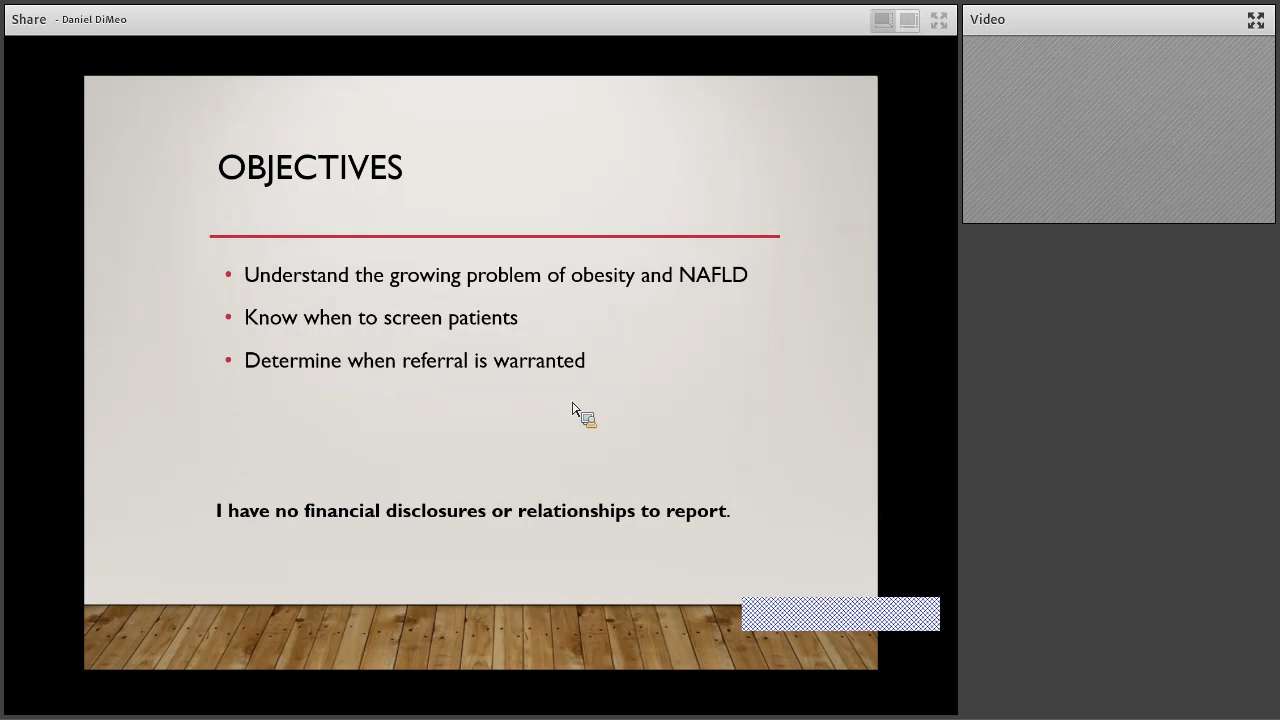 Share - Daniel DiMeo
Video
OBJECTIVES
• Understand the growing problem of obesity and NAFLD
• Know when to screen patients
• Determine when referral is warranted
I have no financial disclosures or relationships to report.